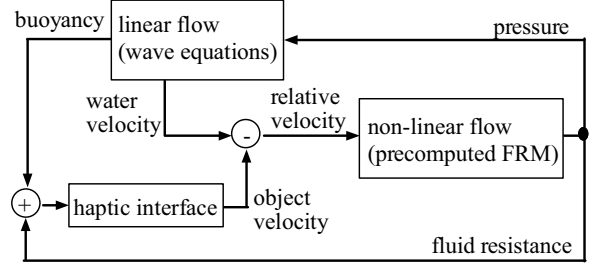 buoyancy
linear flow
(wave equations)
pressure
water
velocity
relative
velocity
-
non-linear flow
(precomputed FRM)
+
haptic interface
object
velocity
fluid resistance